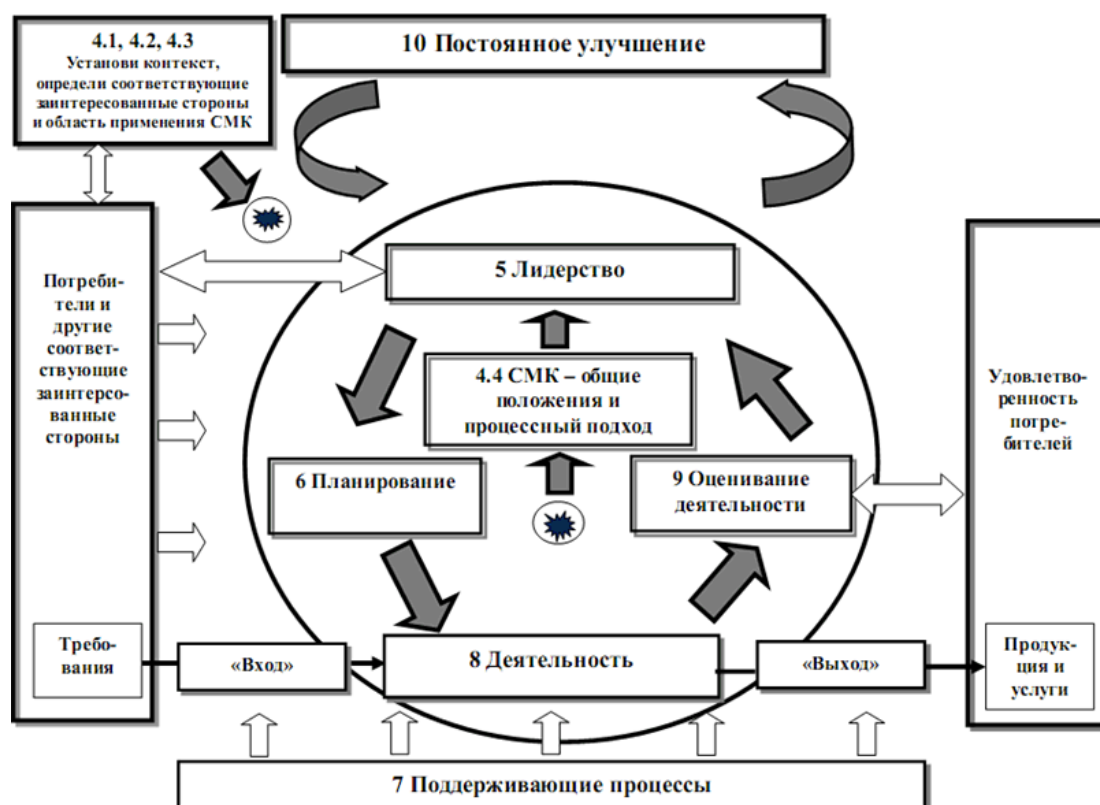 4.1, 4.2, 4.3
Установи контекст,
определи соответствующие
заинтересованные стороны
и область применения СМК
10 Постоянное улучшение
Потреби-
тели и
другие
соответ-
ствующие
заинтерсо-
ванные
стороны
5 Лидерство
4.4 СМК – общие
положения и
процессный подход
6 Планирование
9 Оценивание
деятельности
Удовлетво-
ренность
потре-
бителей
Требо-
вания
«Вход»
8 Деятельность
«Выход»
Продук-
ция и
услуги
7 Поддерживающие процессы